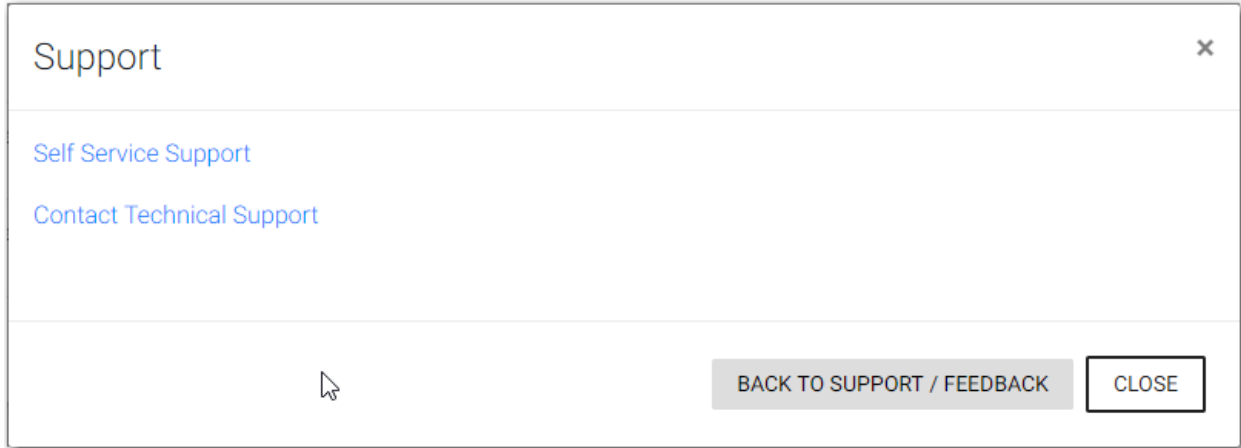 Support
×
Self Service Support
Contact Technical Support
BACK TO SUPPORT / FEEDBACK
CLOSE